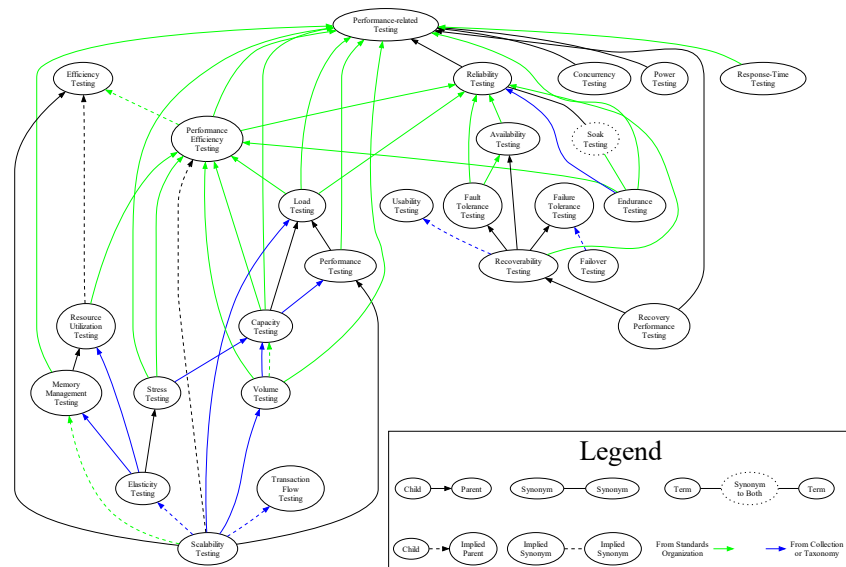 Performance-related
Testing
Efficiency
Testing
Reliability
Testing
Concurrency
Testing
Power
Testing
Response-Time
Testing
Performance
Efficiency
Testing
Availability
Testing
Soak
Testing
Load
Testing
Usability
Testing
Fault
Tolerance
Testing
Failure
Tolerance
Testing
Endurance
Testing
Performance
Testing
Recoverability
Testing
Failover
Testing
Resource
Utilization
Testing
Capacity
Testing
Recovery
Performance
Testing
Memory
Management
Testing
Stress
Testing
Volume
Testing
Elasticity
Testing
Transaction
Flow
Testing
Scalability
Testing
Legend
Child
Parent
Synonym
Synonym
Term
Synonym
to Both
Term
Child
Implied
Parent
Implied
Synonym
Implied
Synonym
From Standards
Organization
From Collection
or Taxonomy